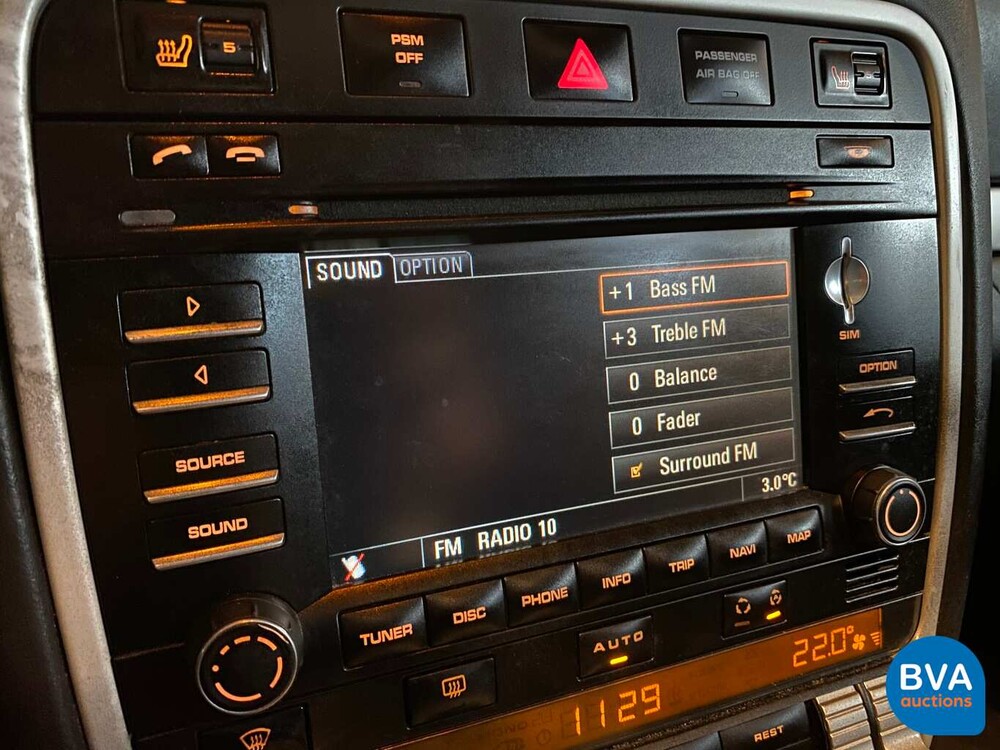 5
PSM
OFF
PASSENGER
AIR BAG OFF
SOUND OPTION
+1 Bass FM
+3 Treble FM
0 Balance
0 Fader
Surround FM
3.0°C
FM RADIO 10
SIM
OPTION
SOURCE
SOUND
TUNER DISC PHONE INFO TRIP NAVI MAP
AUTO
1129
22.0°
REST
BVA
auctions